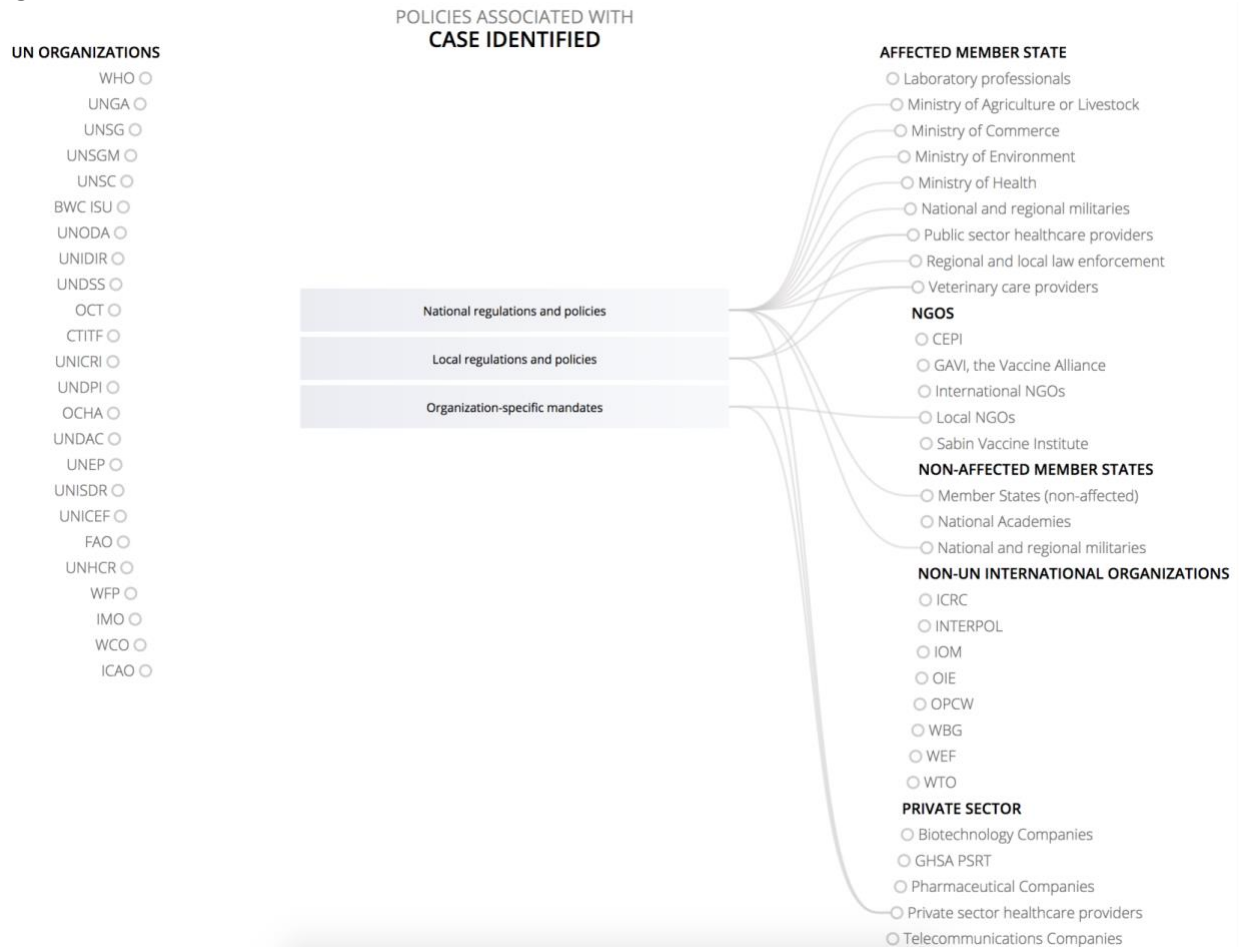 POLICIES ASSOCIATED WITH
CASE IDENTIFIED
UN ORGANIZATIONS
WHO
UNGA
UNSG
UNSGM
UNSC
BWC ISU
UNODA
UNIDIR
UNDSS
OCT
CTITF
UNICRI
UNDPI
OCHA
UNDAC
UNEP
UNISDR
UNICEF
FAO
UNHCR
WFP
IMO
WCO
ICAO
National regulations and policies
Local regulations and policies
Organization-specific mandates
AFFECTED MEMBER STATE
Laboratory professionals
Ministry of Agriculture or Livestock
Ministry of Commerce
Ministry of Environment
Ministry of Health
National and regional militaries
Public sector healthcare providers
Regional and local law enforcement
Veterinary care providers
NGOS
CEPI
GAVI, the Vaccine Alliance
International NGOs
Local NGOs
Sabin Vaccine Institute
NON-AFFECTED MEMBER STATES
Member States (non-affected)
National Academies
National and regional militaries
NON-UN INTERNATIONAL ORGANIZATIONS
ICRC
INTERPOL
IOM
OIE
OPCW
WBG
WEF
WTO
PRIVATE SECTOR
Biotechnology Companies
GHSA PSRT
Pharmaceutical Companies
Private sector healthcare providers
Telecommunications Companies